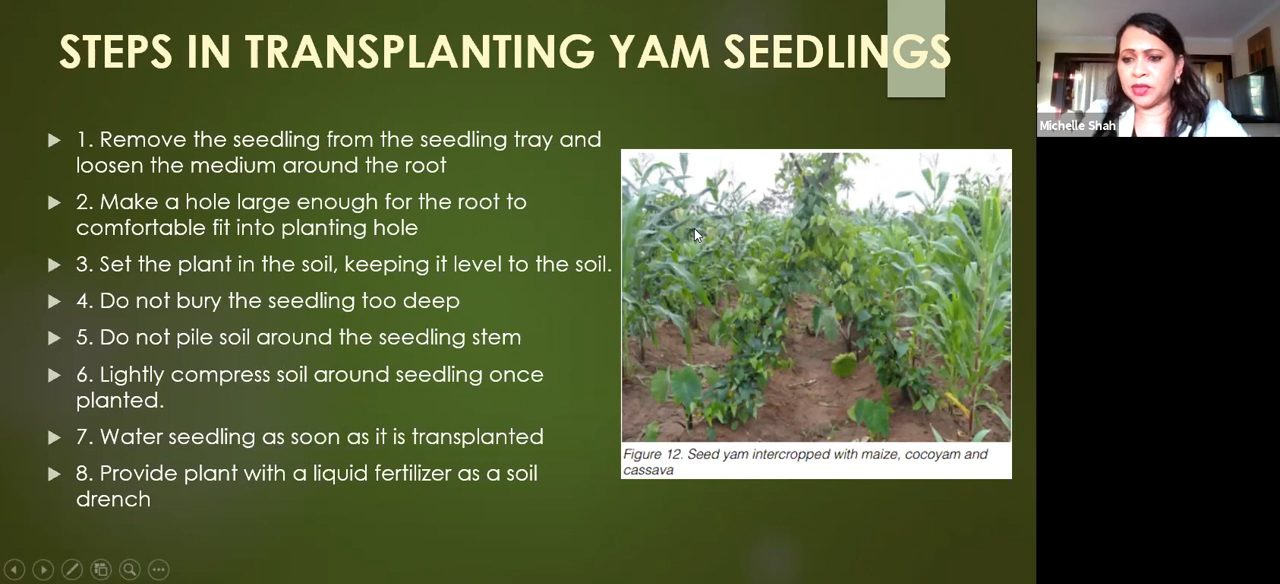 STEPS IN TRANSPLANTING YAM SEEDLINGS
1. Remove the seedling from the seedling tray and
loosen the medium around the root
2. Make a hole large enough for the root to
comfortable fit into planting hole
3. Set the plant in the soil, keeping it level to the soil.
4. Do not bury the seedling too deep
5. Do not pile soil around the seedling stem
6. Lightly compress soil around seedling once
planted.
7. Water seedling as soon as it is transplanted
8. Provide plant with a liquid fertilizer as a soil
drench
Figure 12. Seed yam intercropped with maize, cocoyam and
cassava
Michelle Shah